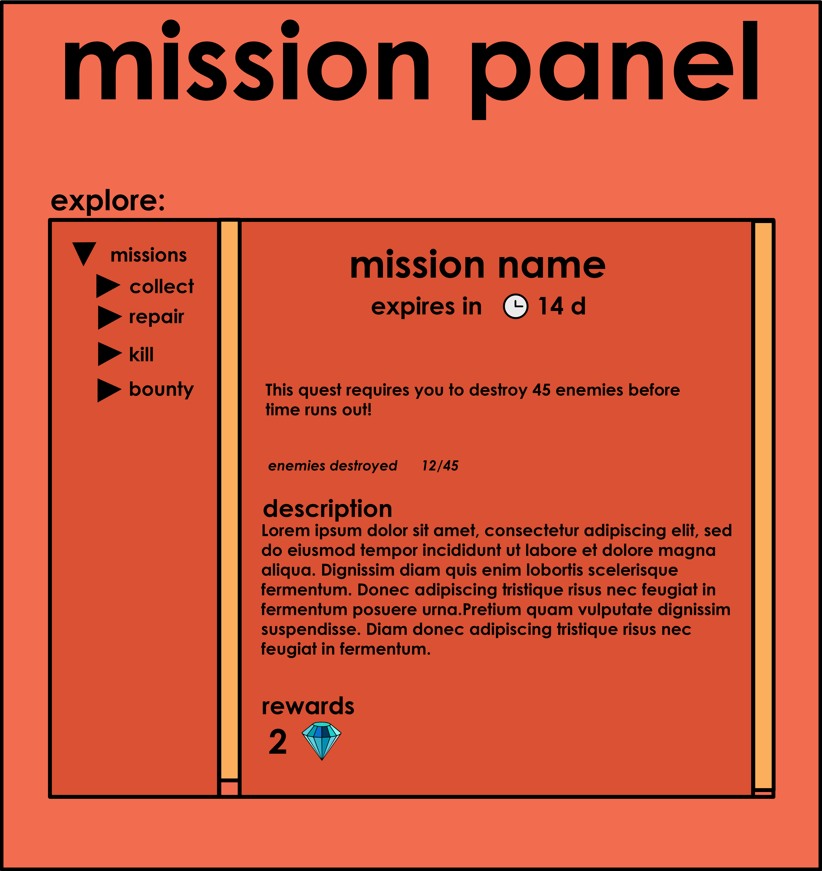 mission panel
explore:
missions
collect
repair
kill
bounty
mission name
expires in 14 d
This quest requires you to destroy 45 enemies before
time runs out!
enemies destroyed 12/45
description
Lorem ipsum dolor sit amet, consectetur adipiscing elit, sed
do eiusmod tempor incididunt ut labore et dolore magna
aliqua. Dignissim diam quis enim lobortis scelerisque
fermentum. Donec adipiscing tristique risus nec feugiat in
fermentum posuere urna.Pretium quam vulputate dignissim
suspendisse. Diam donec adipiscing tristique risus nec
feugiat in fermentum.
rewards
2